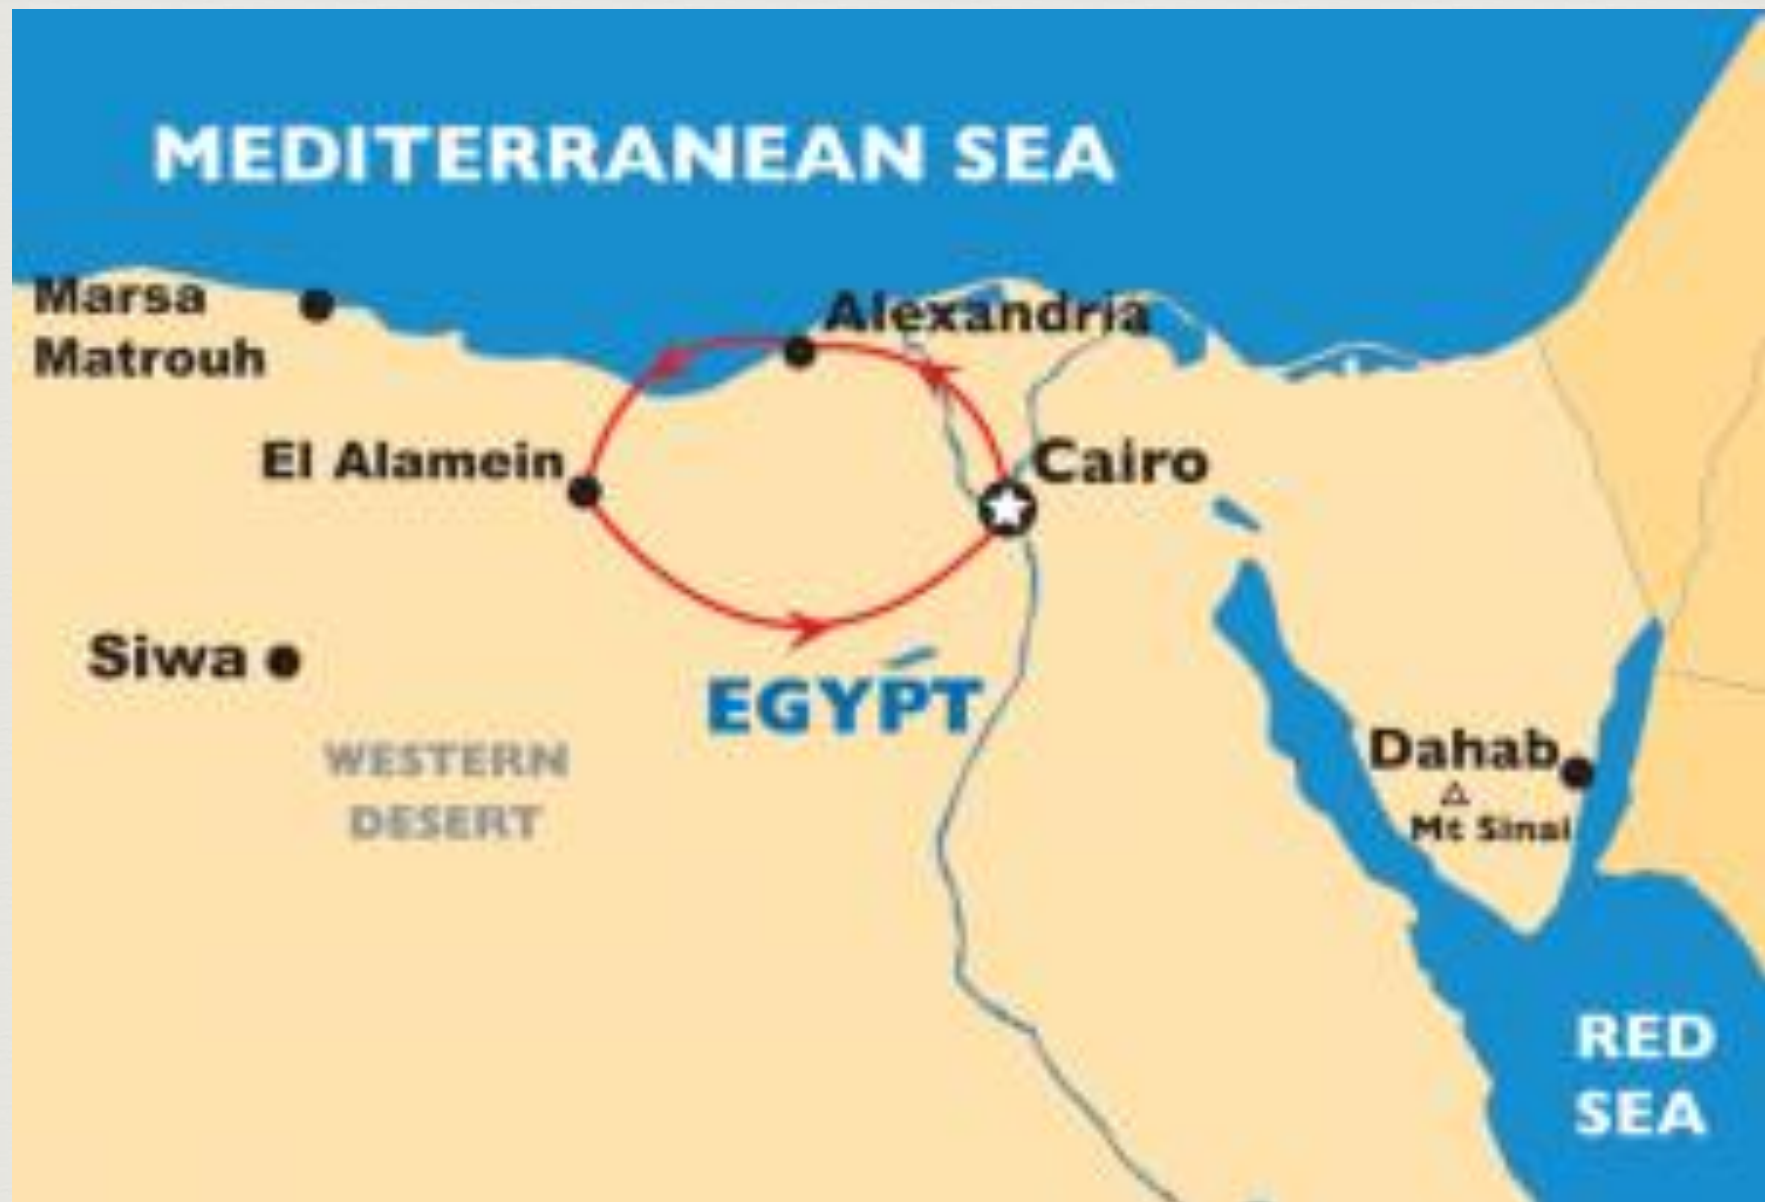 MEDITERRANEAN SEA
Marsa
Matrouh
Alexandria
El Alamein
Cairo
Siwa
EGYPT
WESTERN
DESERT
Dahab
Mt Sinai
RED
SEA